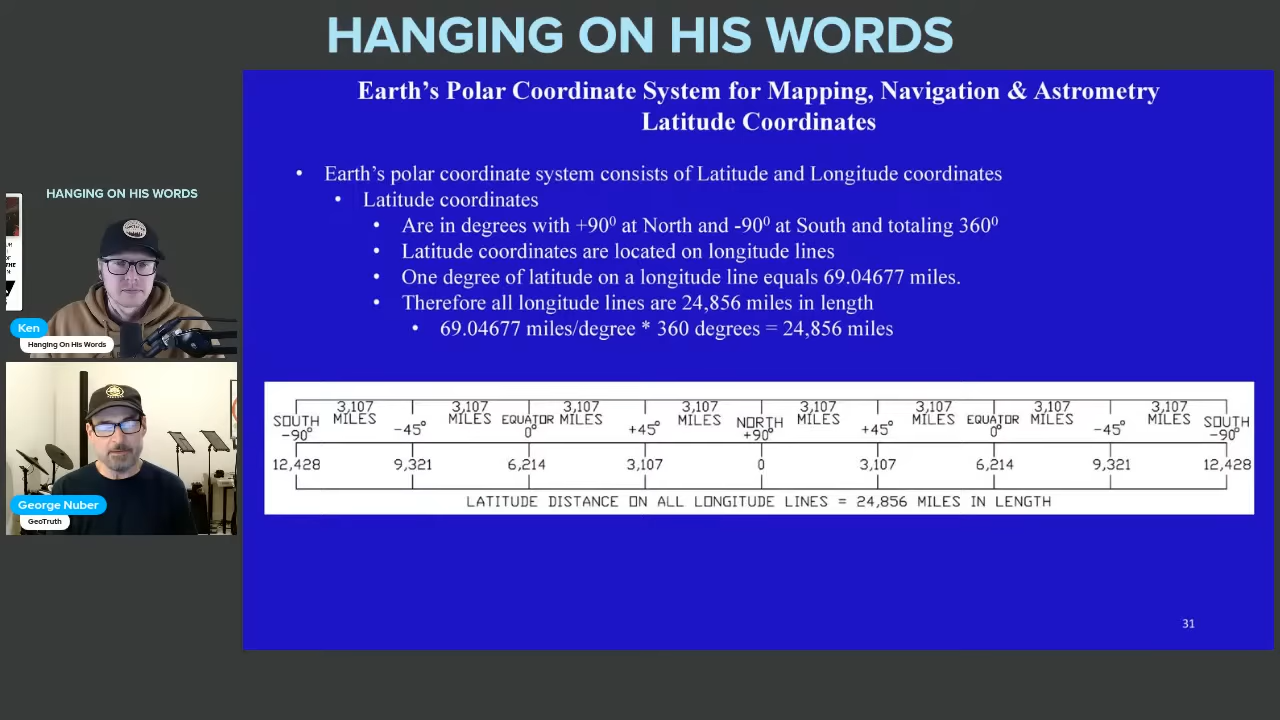 HANGING ON HIS WORDS
Earth's Polar Coordinate System for Mapping, Navigation & Astrometry
Latitude Coordinates
• Earth's polar coordinate system consists of Latitude and Longitude coordinates
• Latitude coordinates
• Are in degrees with +90⁰ at North and -90⁰ at South and totaling 360⁰
• Latitude coordinates are located on longitude lines
• One degree of latitude on a longitude line equals 69.04677 miles.
• Therefore all longitude lines are 24,856 miles in length
• 69.04677 miles/degree * 360 degrees = 24,856 miles
3,107 3,107 3,107 3,107 3,107 3,107 3,107 3,107
MILES MILES MILES MILES MILES MILES MILES MILES
SOUTH EQUATOR NORTH EQUATOR SOUTH
-90° -45° 0° +45° +90° +45° 0° -45° -90°
12,428 9,321 6,214 3,107 0 3,107 6,214 9,321 12,428
LATITUDE DISTANCE ON ALL LONGITUDE LINES = 24,856 MILES IN LENGTH
31
HANGING ON HIS WORDS
Ken
Hanging On His Words
George Nuber
GeoTruth